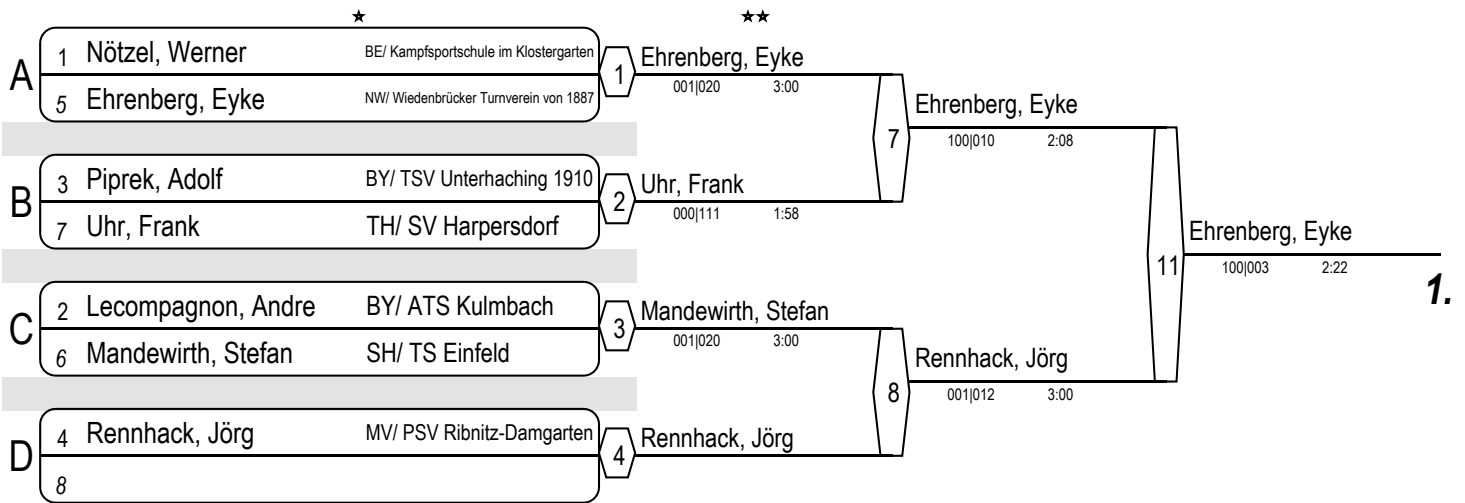 A
1 Nötzel, Werner BE/ Kampfsportschule im Klostergarten
5 Ehrenberg, Eyke NW/ Wiedenbrücker Turnverein von 1887
B
3 Piprek, Adolf BY/ TSV Unterhaching 1910
7 Uhr, Frank TH/ SV Harpersdorf
C
2 Lecompagnon, Andre BY/ ATS Kulmbach
6 Mandewirth, Stefan SH/ TS Einfeld
D
4 Rennhack, Jörg MV/ PSV Ribnitz-Damgarten
8
1
Ehrenberg, Eyke
001|020 3:00
2
Uhr, Frank
000|111 1:58
3
Mandewirth, Stefan
001|020 3:00
4
Rennhack, Jörg
7
Ehrenberg, Eyke
100|010 2:08
8
Rennhack, Jörg
001|012 3:00
11
Ehrenberg, Eyke
100|003 2:22
1.